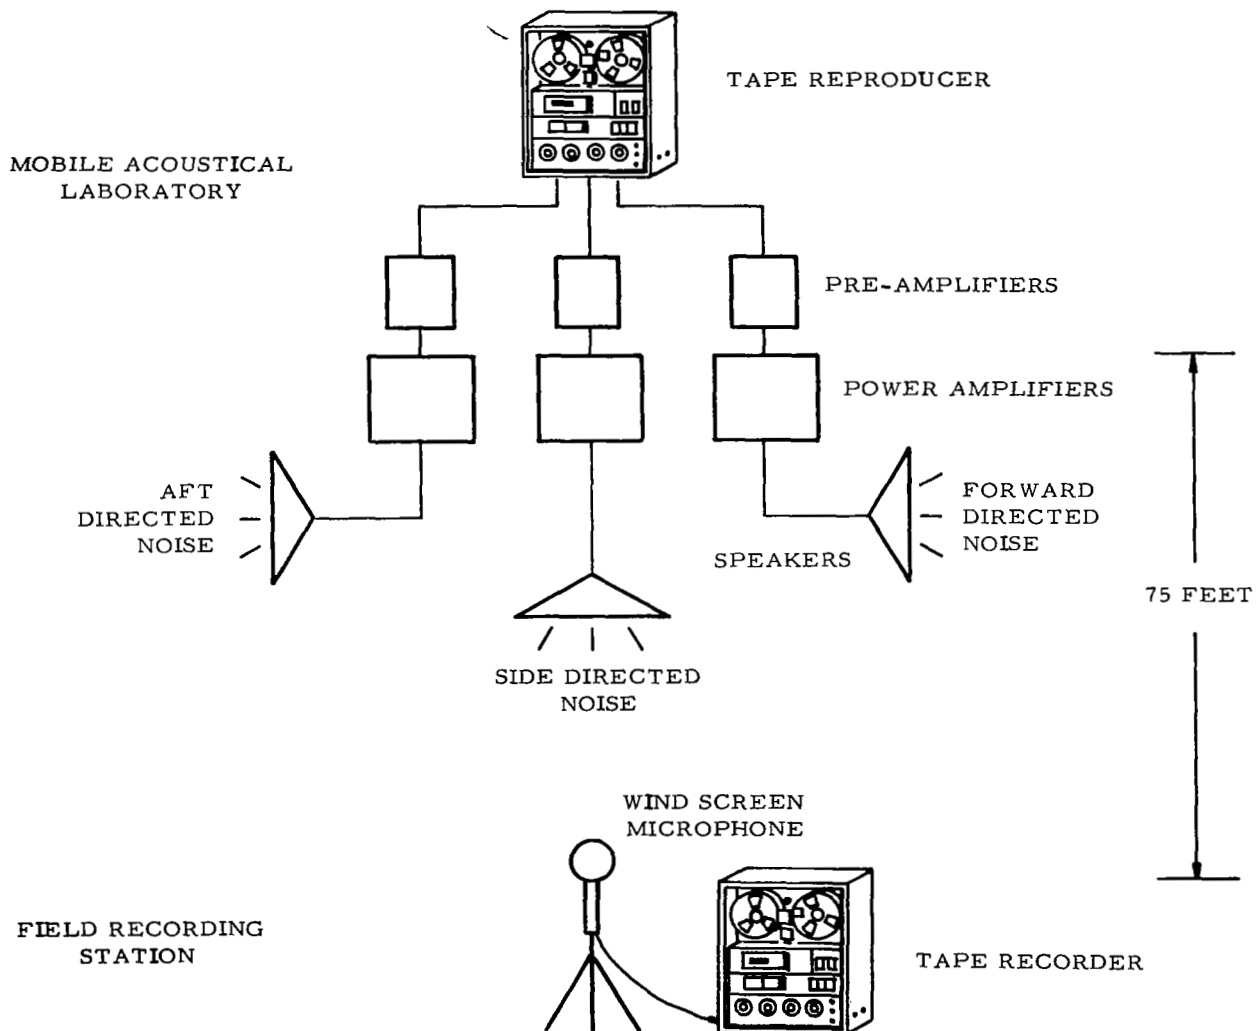 TAPE REPRODUCER
MOBILE ACOUSTICAL
LABORATORY
PRE-AMPLIFIERS
POWER AMPLIFIERS
AFT
DIRECTED
NOISE
FORWARD
DIRECTED
NOISE
SPEAKERS
75 FEET
SIDE DIRECTED
NOISE
WIND SCREEN
MICROPHONE
FIELD RECORDING
STATION
TAPE RECORDER